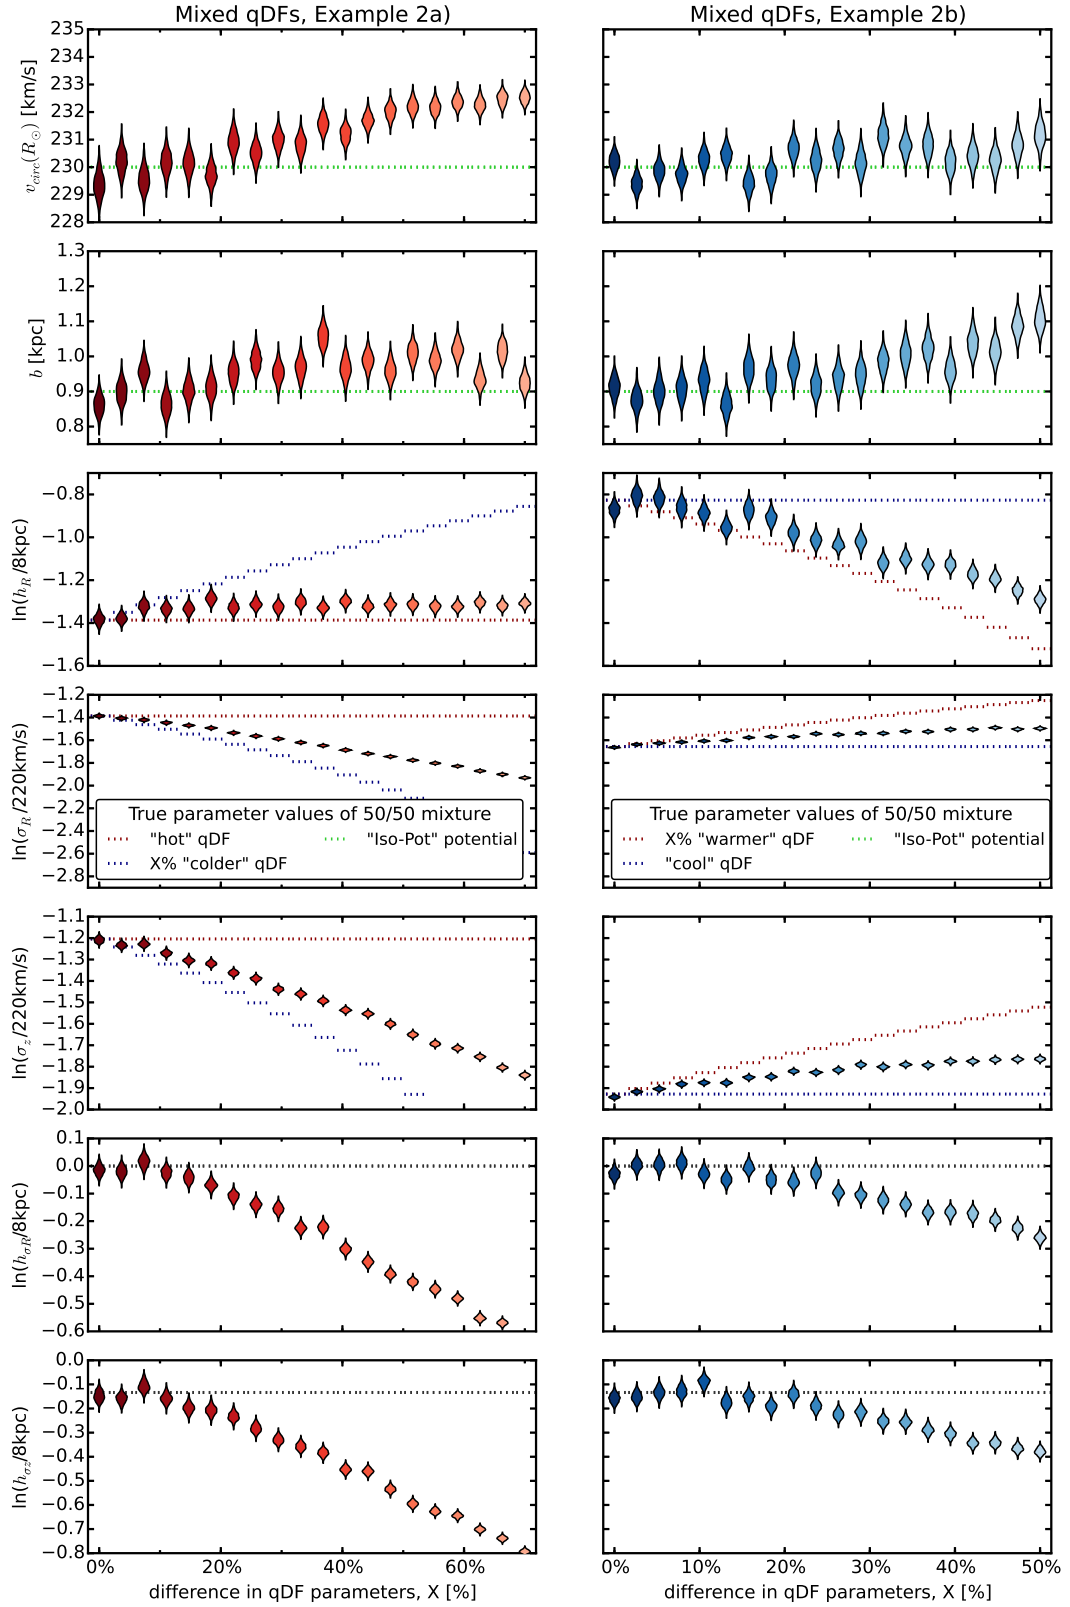 Mixed qDFs, Example 2a)
Mixed qDFs, Example 2b)
235
234
233
232
231
230
229
228
v_circ(R_⊙) [km/s]
1.3
1.2
1.1
1.0
0.9
0.8
b [kpc]
−0.8
−1.0
−1.2
−1.4
−1.6
ln(h_R/8kpc)
−1.2
−1.4
−1.6
−1.8
−2.0
−2.2
−2.4
−2.6
−2.8
ln(σ_R/220km/s)
True parameter values of 50/50 mixture
"hot" qDF
"Iso-Pot" potential
X% "colder" qDF
True parameter values of 50/50 mixture
X% "warmer" qDF
"Iso-Pot" potential
"cool" qDF
−1.1
−1.2
−1.3
−1.4
−1.5
−1.6
−1.7
−1.8
−1.9
−2.0
ln(σ_z/220km/s)
0.1
0.0
−0.1
−0.2
−0.3
−0.4
−0.5
−0.6
ln(h_σR/8kpc)
0.0
−0.1
−0.2
−0.3
−0.4
−0.5
−0.6
−0.7
−0.8
ln(h_σz/8kpc)
0% 20% 40% 60%
difference in qDF parameters, X [%]
0% 10% 20% 30% 40% 50%
difference in qDF parameters, X [%]